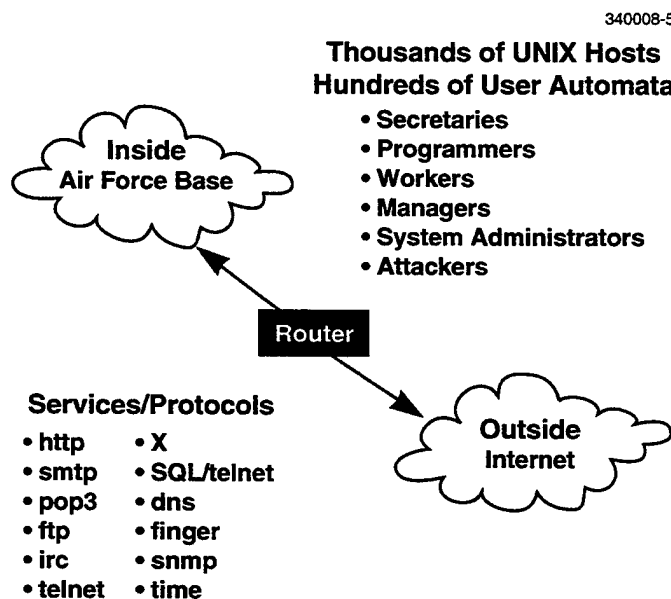 340008-5
Thousands of UNIX Hosts
Hundreds of User Automata
• Secretaries
• Programmers
• Workers
• Managers
• System Administrators
• Attackers
Inside
Air Force Base
Router
Outside
Internet
Services/Protocols
• http • X
• smtp • SQL/telnet
• pop3 • dns
• ftp • finger
• irc • snmp
• telnet • time